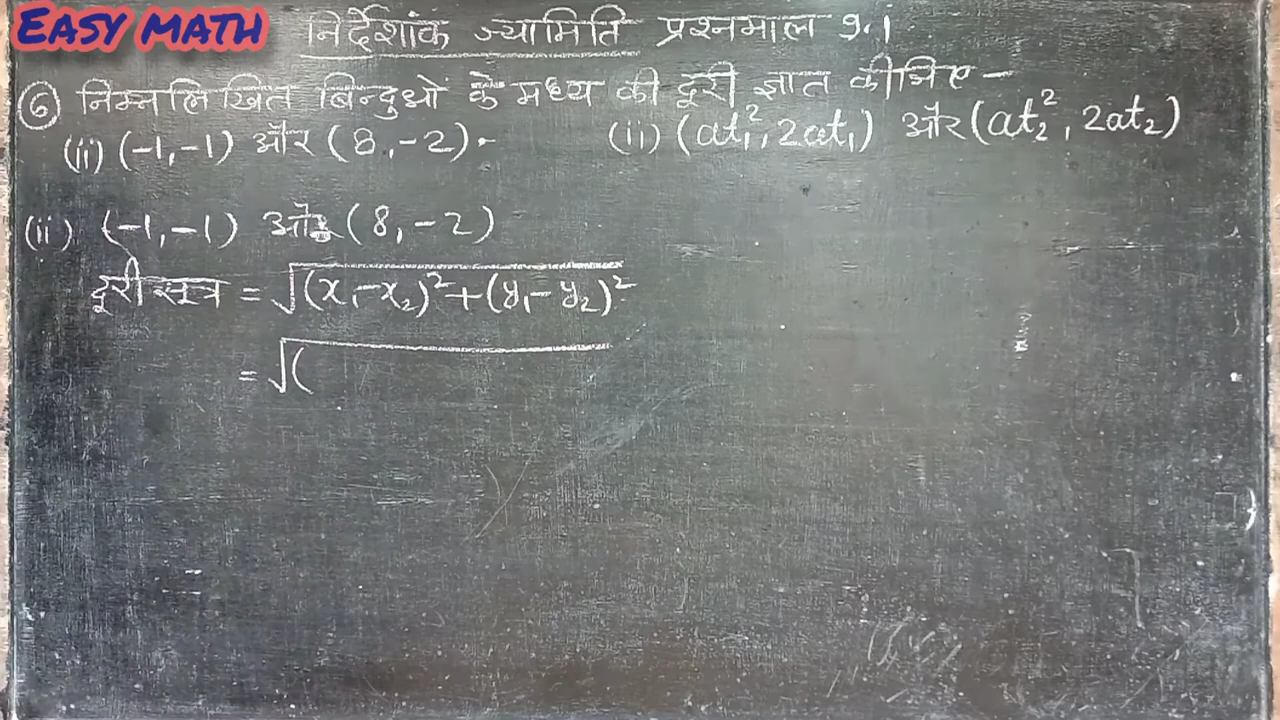 EASY MATH
निर्देशांक ज्यामिति प्रश्नमाल 9.1
6 निम्नलिखित बिन्दुओं के मध्य की दूरी ज्ञात कीजिए -
(ii) (-1,-1) और (8,-2). (ii) (at₁², 2at₁) और (at₂², 2at₂)
(ii) (-1,-1) और (8,-2)
दूरी सूत्र = √(x₁-x₂)²+(y₁-y₂)²
= √(